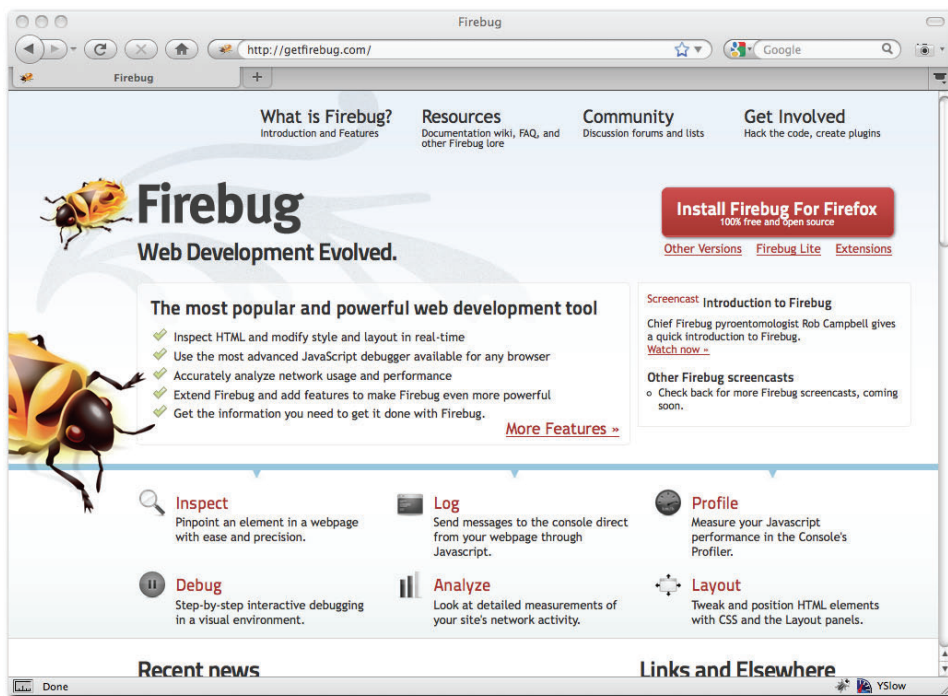 Firebug
http://getfirebug.com/
Google
Firebug
What is Firebug?
Introduction and Features
Resources
Documentation wiki, FAQ, and
other Firebug lore
Community
Discussion forums and lists
Get Involved
Hack the code, create plugins
Firebug
Web Development Evolved.
Install Firebug For Firefox
100% free and open source
Other Versions Firebug Lite Extensions
The most popular and powerful web development tool
Inspect HTML and modify style and layout in real-time
Use the most advanced JavaScript debugger available for any browser
Accurately analyze network usage and performance
Extend Firebug and add features to make Firebug even more powerful
Get the information you need to get it done with Firebug.
More Features »
Screencast Introduction to Firebug
Chief Firebug pyroentomologist Rob Campbell gives
a quick introduction to Firebug.
Watch now »
Other Firebug screencasts
Check back for more Firebug screencasts, coming
soon.
Inspect
Pinpoint an element in a webpage
with ease and precision.
Log
Send messages to the console direct
from your webpage through
Javascript.
Profile
Measure your Javascript
performance in the Console's
Profiler.
Debug
Step-by-step interactive debugging
in a visual environment.
Analyze
Look at detailed measurements of
your site's network activity.
Layout
Tweak and position HTML elements
with CSS and the Layout panels.
Recent news
Links and Elsewhere
Done
YSlow